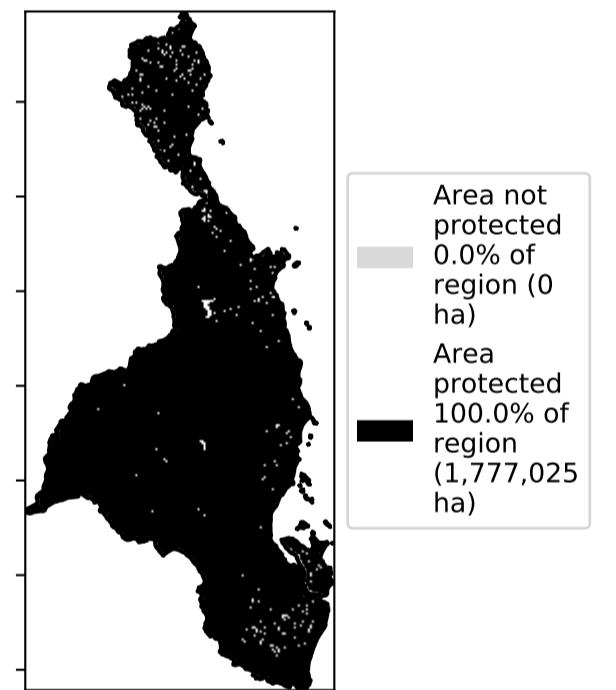 Area not
protected
0.0% of
region (0
ha)
Area
protected
100.0% of
region
(1,777,025
ha)